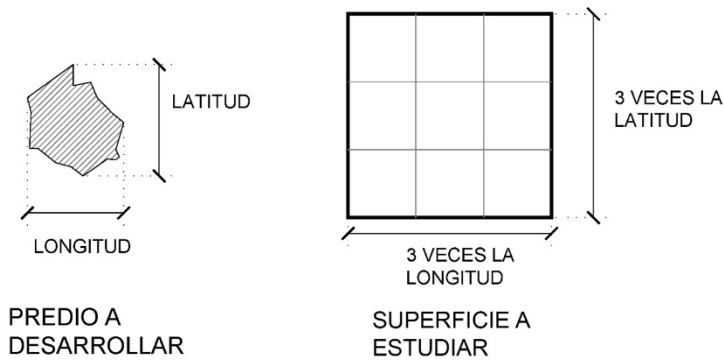 LATITUD
LONGITUD
PREDIO A
DESARROLLAR
3 VECES LA
LATITUD
3 VECES LA
LONGITUD
SUPERFICIE A
ESTUDIAR